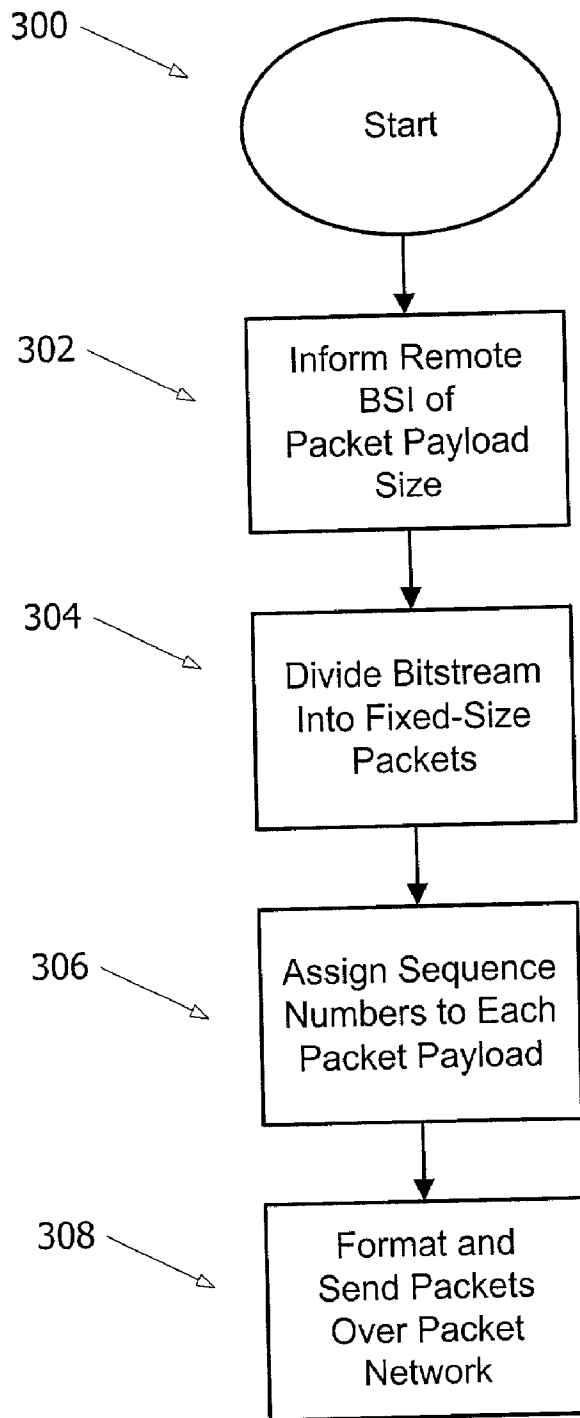 300
Start
302
Inform Remote
BSI of
Packet Payload
Size
304
Divide Bitstream
Into Fixed-Size
Packets
306
Assign Sequence
Numbers to Each
Packet Payload
308
Format and
Send Packets
Over Packet
Network